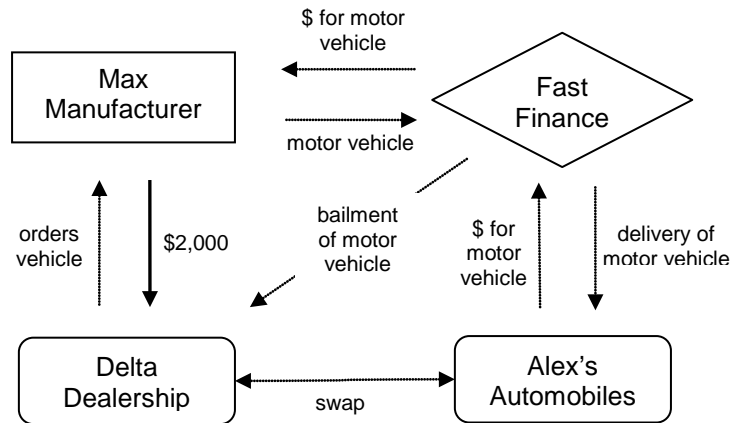 $ for motor
vehicle
Max
Manufacturer
Fast
Finance
motor vehicle
orders
vehicle
$2,000
bailment
of motor
vehicle
$ for
motor
vehicle
delivery of
motor vehicle
Delta
Dealership
swap
Alex's
Automobiles